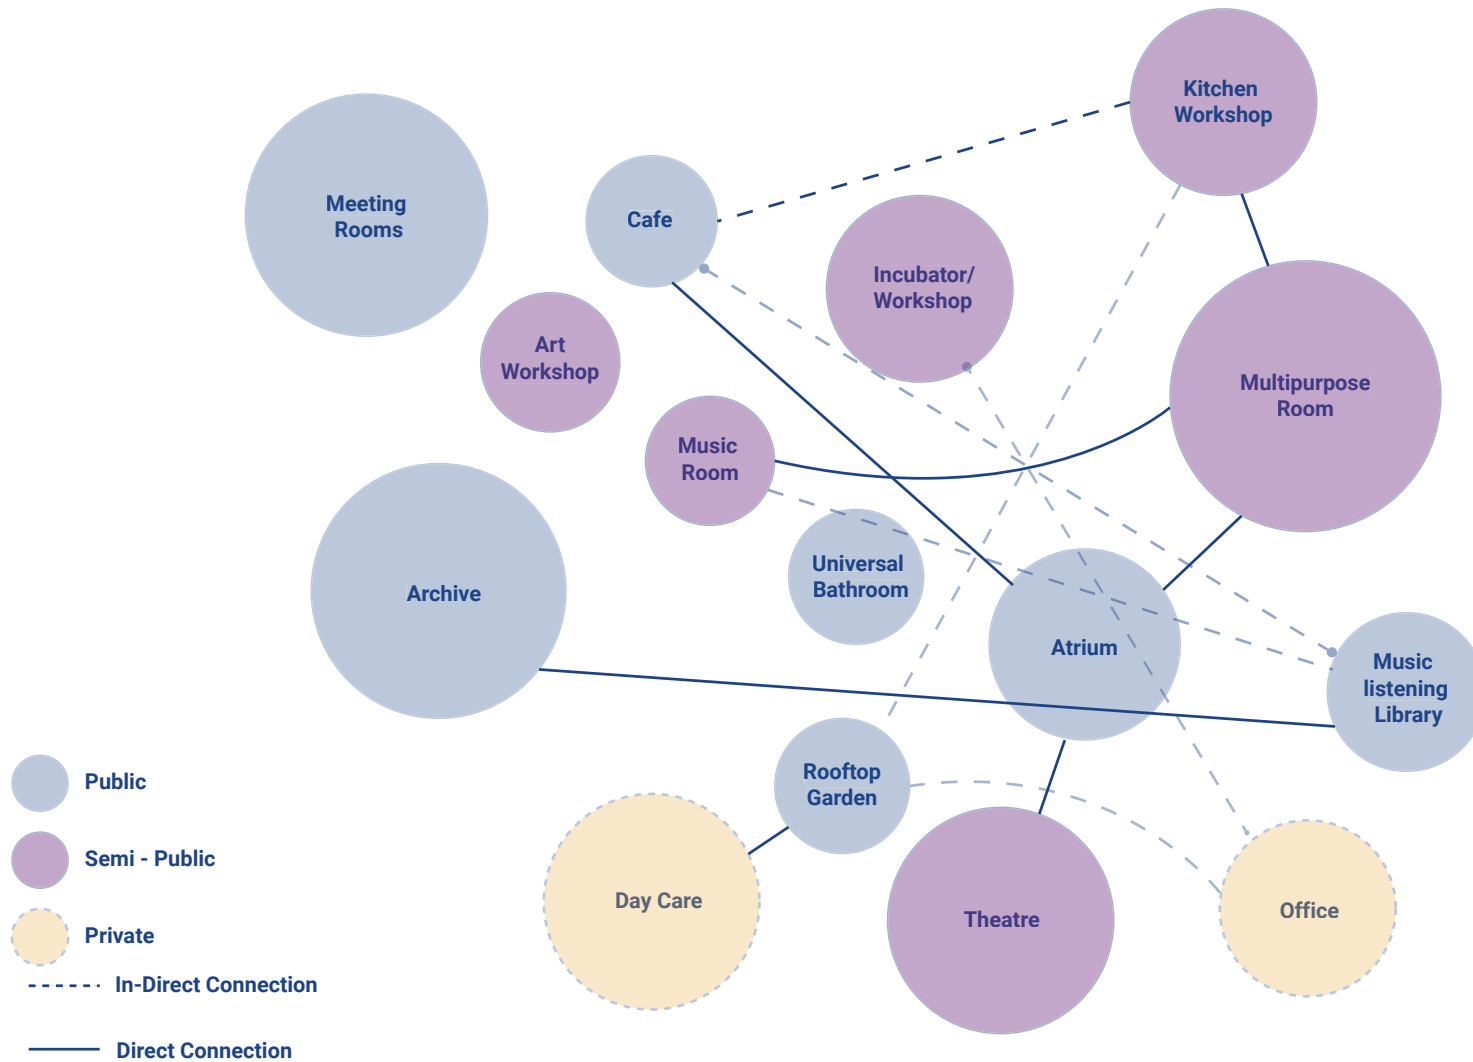 Kitchen
Workshop
Meeting
Rooms
Cafe
Incubator/
Workshop
Art
Workshop
Multipurpose
Room
Music
Room
Universal
Bathroom
Archive
Atrium
Music
listening
Library
Rooftop
Garden
Day Care
Theatre
Office
Public
Semi - Public
Private
In-Direct Connection
Direct Connection